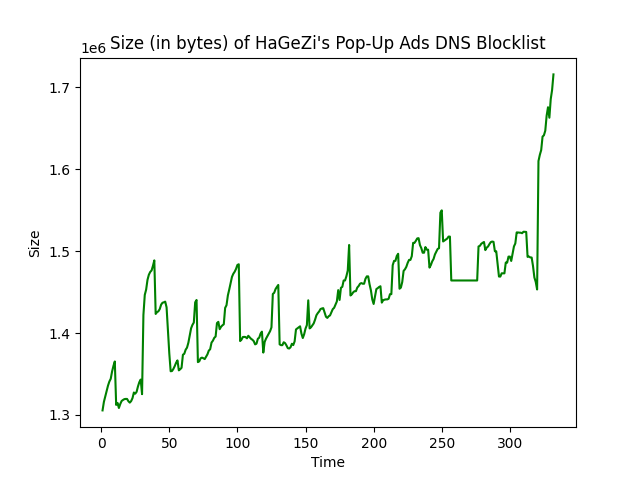 Size (in bytes) of HaGeZi's Pop-Up Ads DNS Blocklist
1e6
1.7
1.6
1.5
1.4
1.3
Size
0 50 100 150 200 250 300
Time